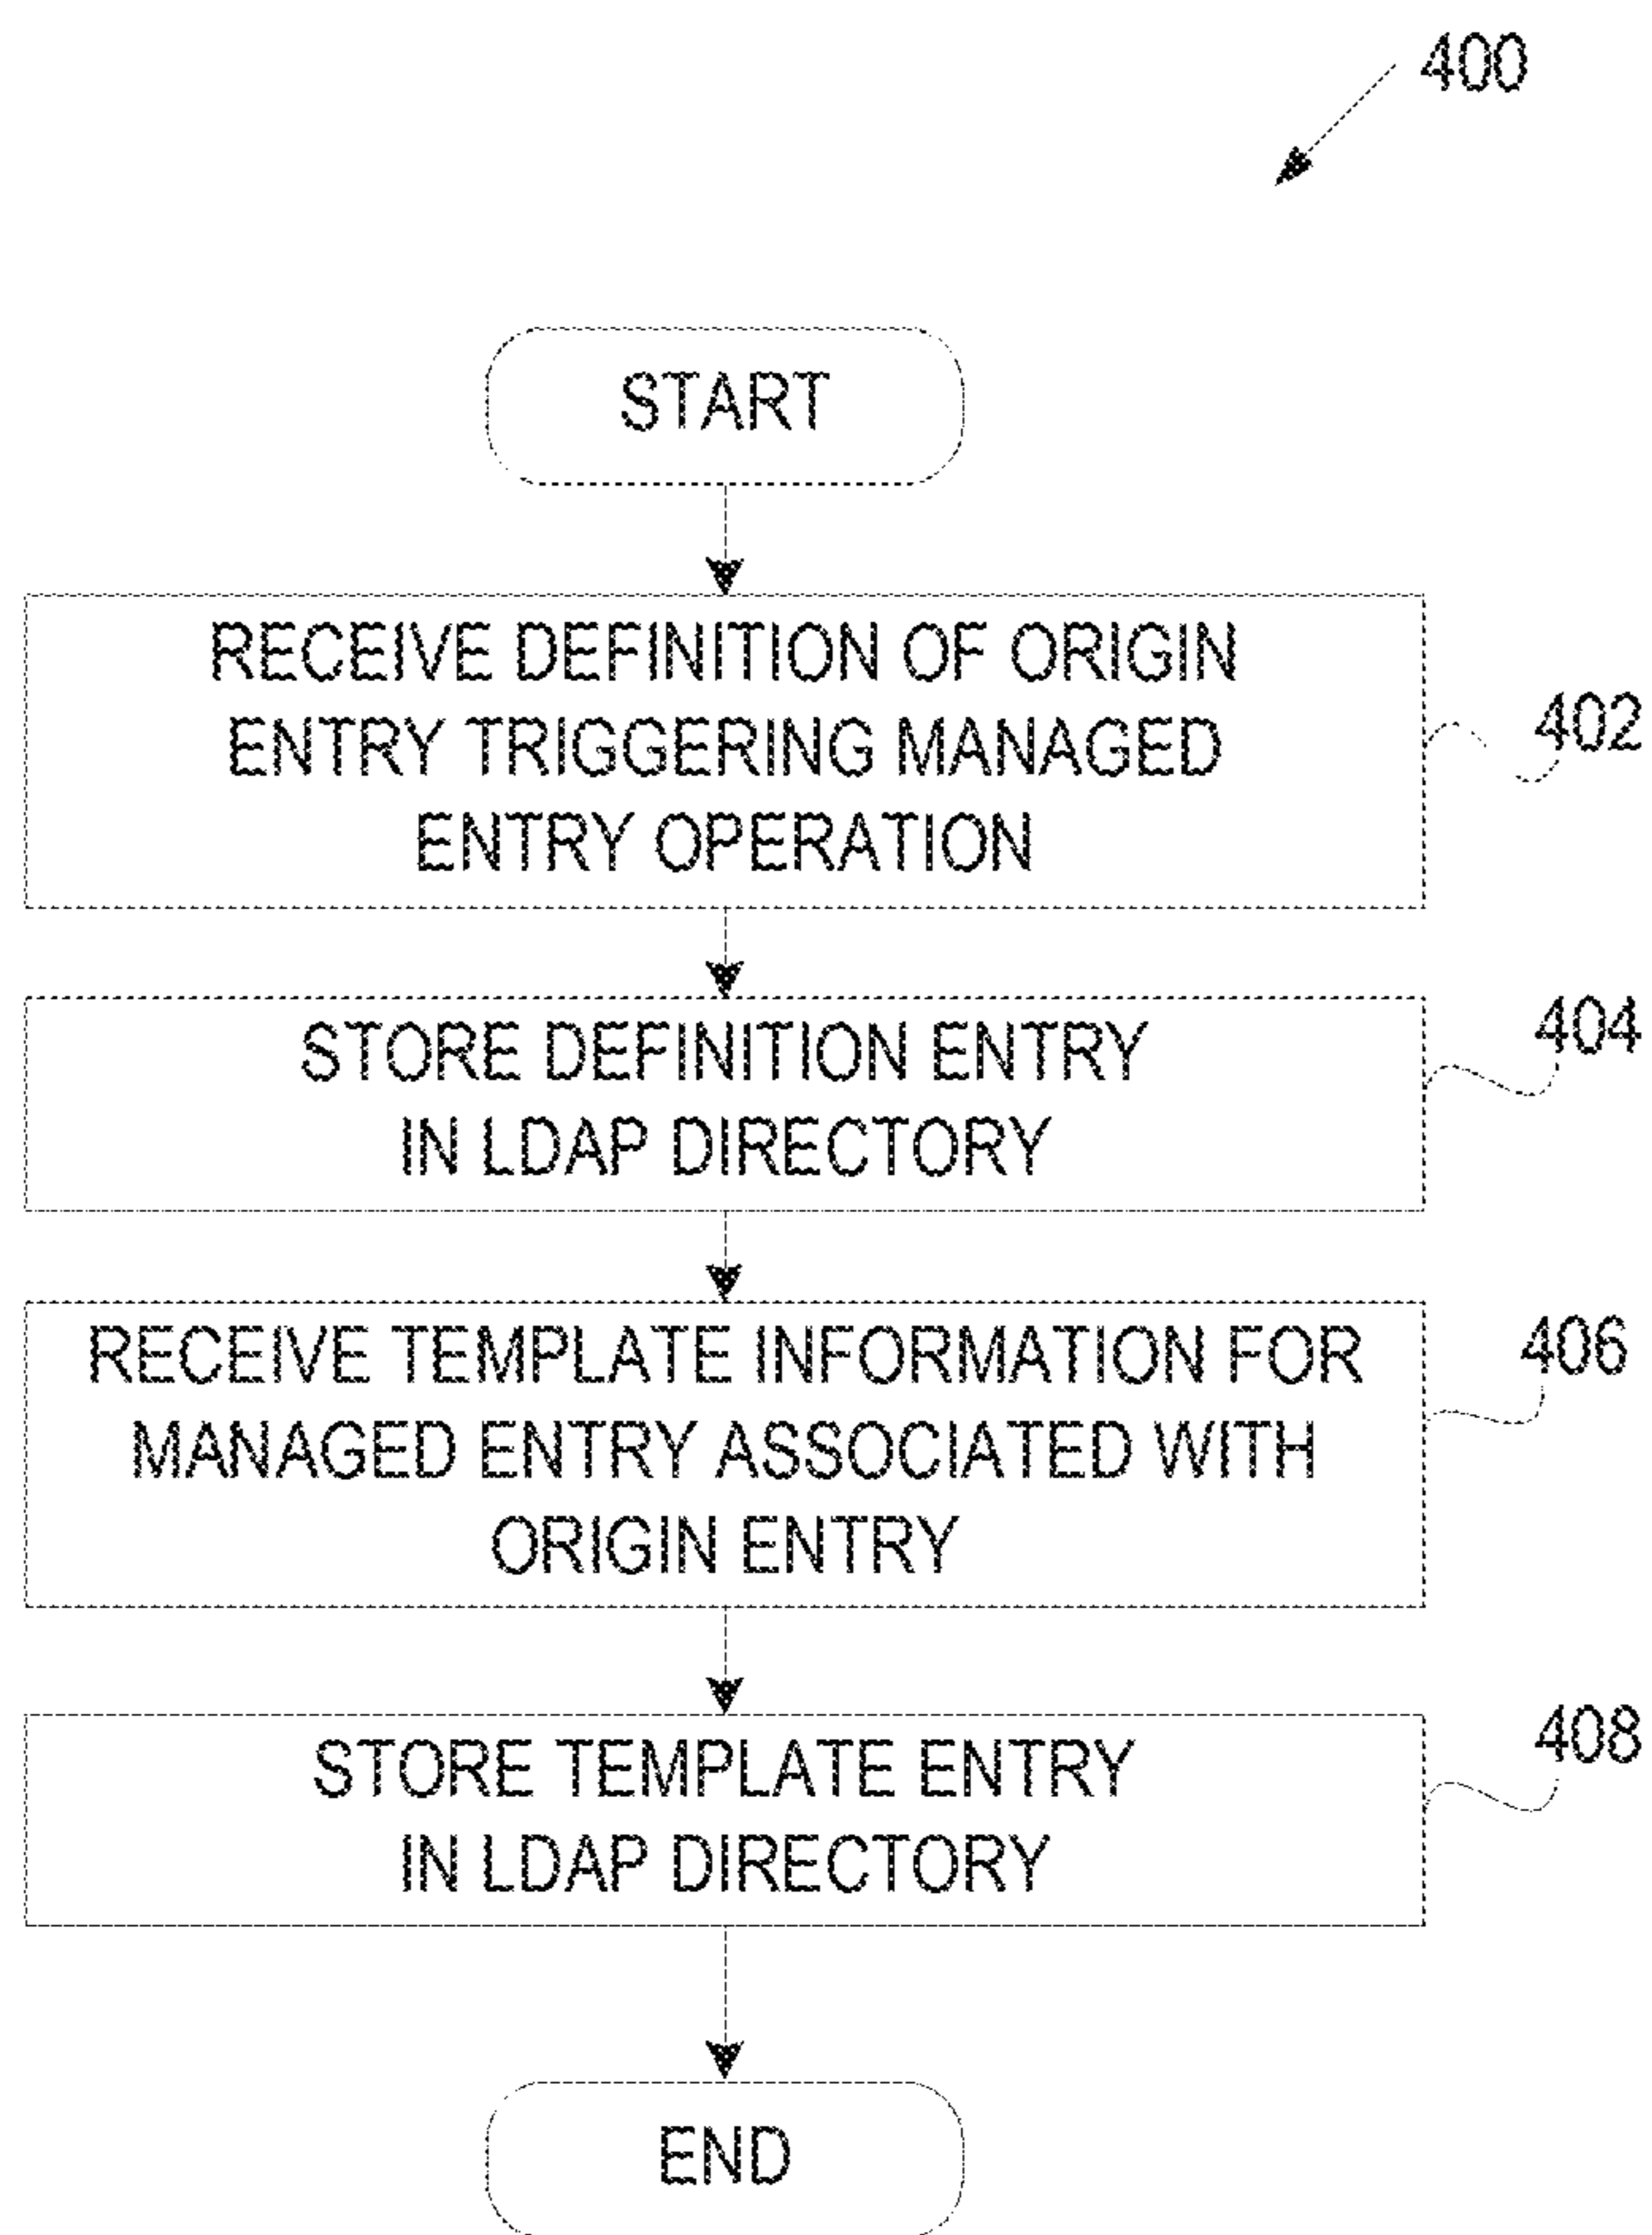 400
START
RECEIVE DEFINITION OF ORIGIN
ENTRY TRIGGERING MANAGED
ENTRY OPERATION
402
STORE DEFINITION ENTRY
IN LDAP DIRECTORY
404
RECEIVE TEMPLATE INFORMATION FOR
MANAGED ENTRY ASSOCIATED WITH
ORIGIN ENTRY
406
STORE TEMPLATE ENTRY
IN LDAP DIRECTORY
408
END